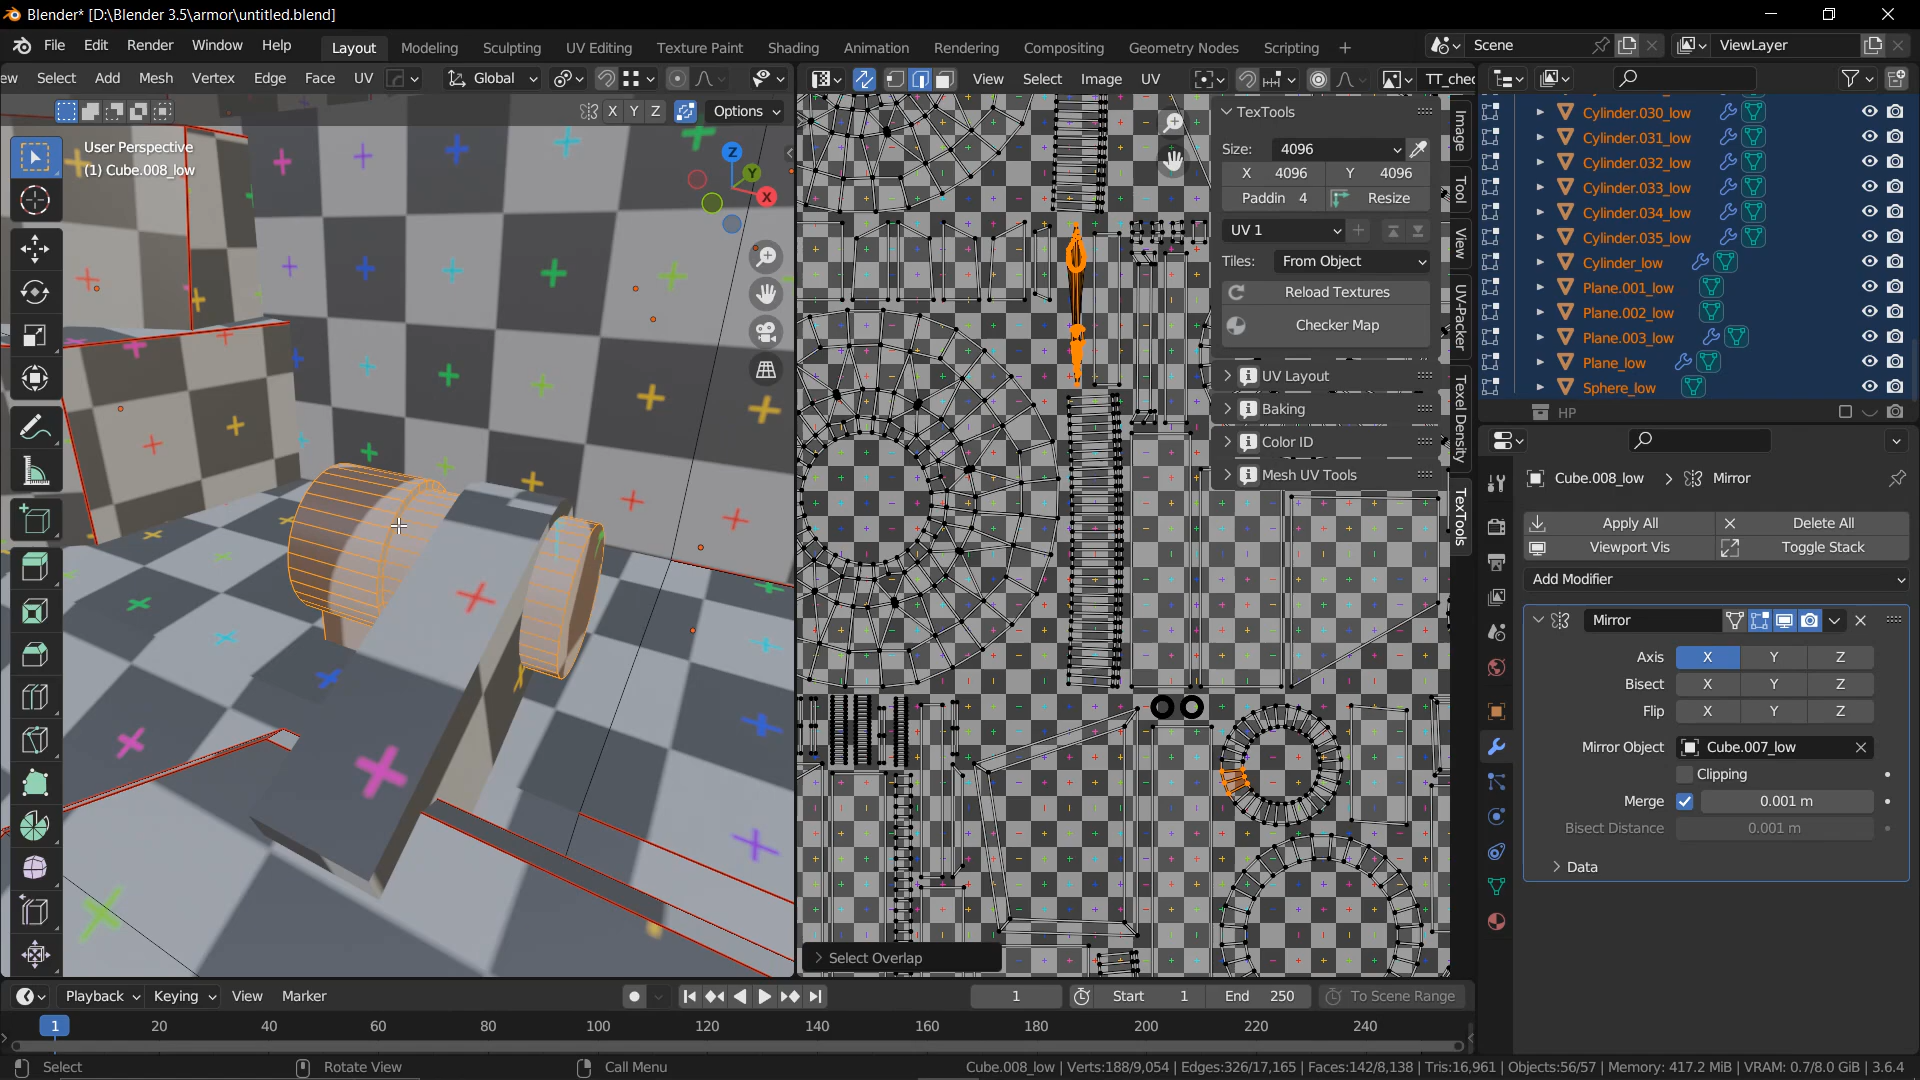 Blender* [D:\Blender 3.5\armor\untitled.blend]
File Edit Render Window Help
Layout Modeling Sculpting UV Editing Texture Paint Shading Animation Rendering Compositing Geometry Nodes Scripting +
Scene
ViewLayer
ew Select Add Mesh Vertex Edge Face UV
Global
View Select Image UV
TT_chec
X Y Z
Options
User Perspective
(1) Cube.008_low
Z
Y
X
TexTools
Size: 4096
X 4096 Y 4096
Paddin 4 Resize
UV 1
Tiles: From Object
Reload Textures
Checker Map
UV Layout
Baking
Color ID
Mesh UV Tools
Image
Tool
View
UV-Packer
Texel Density
TexTools
Select Overlap
Cylinder.030_low
Cylinder.031_low
Cylinder.032_low
Cylinder.033_low
Cylinder.034_low
Cylinder.035_low
Cylinder_low
Plane.001_low
Plane.002_low
Plane.003_low
Plane_low
Sphere_low
HP
Cube.008_low > Mirror
Apply All Delete All
Viewport Vis Toggle Stack
Add Modifier
Mirror
Axis X Y Z
Bisect X Y Z
Flip X Y Z
Mirror Object Cube.007_low
Clipping
Merge 0.001 m
Bisect Distance 0.001 m
Data
Playback Keying View Marker
1 Start 1 End 250 To Scene Range
1 20 40 60 80 100 120 140 160 180 200 220 240
Select Rotate View Call Menu
Cube.008_low | Verts:188/9,054 | Edges:326/17,165 | Faces:142/8,138 | Tris:16,961 | Objects:56/57 | Memory: 417.2 MiB | VRAM: 0.7/8.0 GiB | 3.6.4